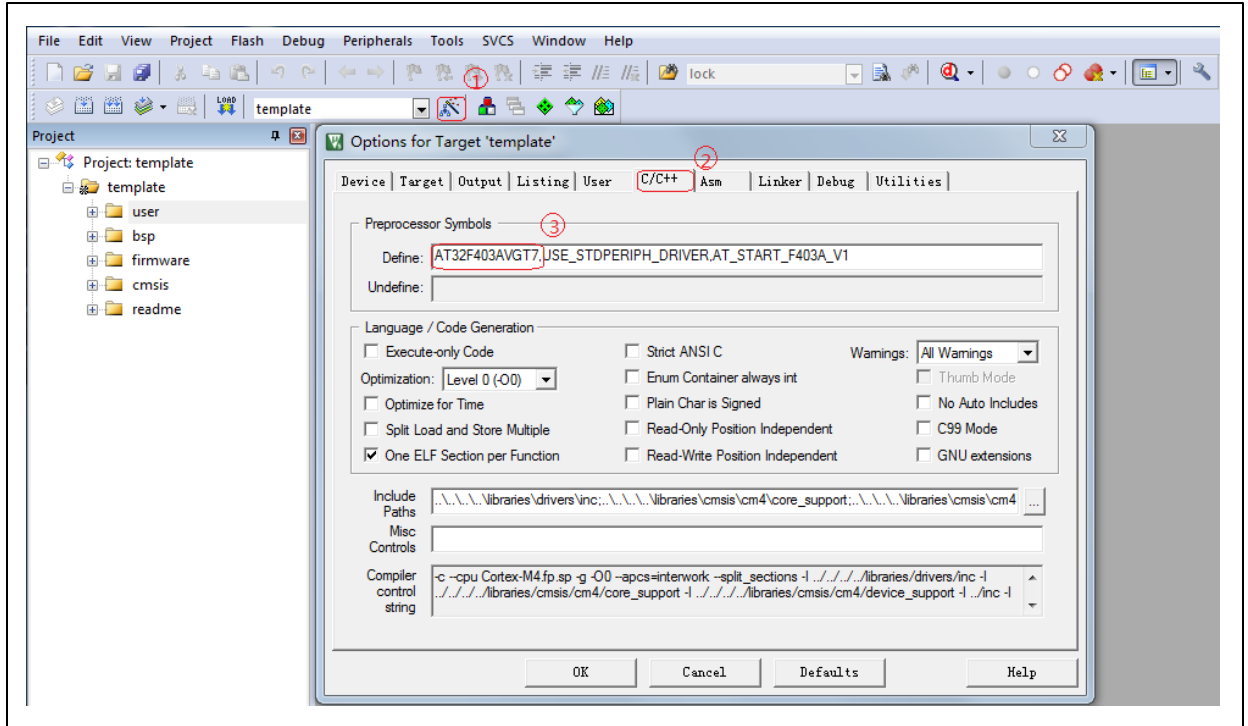 File Edit View Project Flash Debug Peripherals Tools SVCS Window Help
① lock
LOAD template
Project
Options for Target 'template'
Project: template
②
template
Device Target Output Listing User C/C++ Asm Linker Debug Utilities
user
bsp
firmware
cmsis
readme
Preprocessor Symbols ③
Define: AT32F403AVGT7,USE_STDPERIPH_DRIVER,AT_START_F403A_V1
Undefine:
Language / Code Generation
Execute-only Code Strict ANSI C Warnings: All Warnings
Optimization: Level 0 (-O0) Enum Container always int Thumb Mode
Optimize for Time Plain Char is Signed No Auto Includes
Split Load and Store Multiple Read-Only Position Independent C99 Mode
One ELF Section per Function Read-Write Position Independent GNU extensions
Include Paths ..\..\..\..\libraries\drivers\inc;..\..\..\..\libraries\cmsis\cm4\core_support;..\..\..\..\libraries\cmsis\cm4 ...
Misc Controls
Compiler control string -c --cpu Cortex-M4.fp.sp -g -O0 --apcs=interwork --split_sections -I ../../../../libraries/drivers/inc -I
../../../../libraries/cmsis/cm4/core_support -I ../../../../libraries/cmsis/cm4/device_support -I ../inc -I
OK Cancel Defaults Help